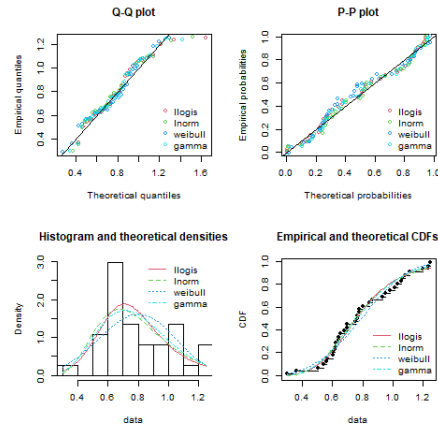 Q-Q plot
Empirical quantiles
0.4 0.6 0.8 1.0 1.2
llogis
lnorm
weibull
gamma
0.4 0.8 1.2 1.6
Theoretical quantiles
P-P plot
Empirical probabilities
0.0 0.2 0.4 0.6 0.8 1.0
llogis
lnorm
weibull
gamma
0.0 0.2 0.4 0.6 0.8 1.0
Theoretical probabilities
Histogram and theoretical densities
Density
0.0 1.0 2.0 3.0
llogis
lnorm
weibull
gamma
0.4 0.6 0.8 1.0 1.2
data
Empirical and theoretical CDFs
CDF
0.0 0.2 0.4 0.6 0.8 1.0
llogis
lnorm
weibull
gamma
0.4 0.6 0.8 1.0 1.2
data